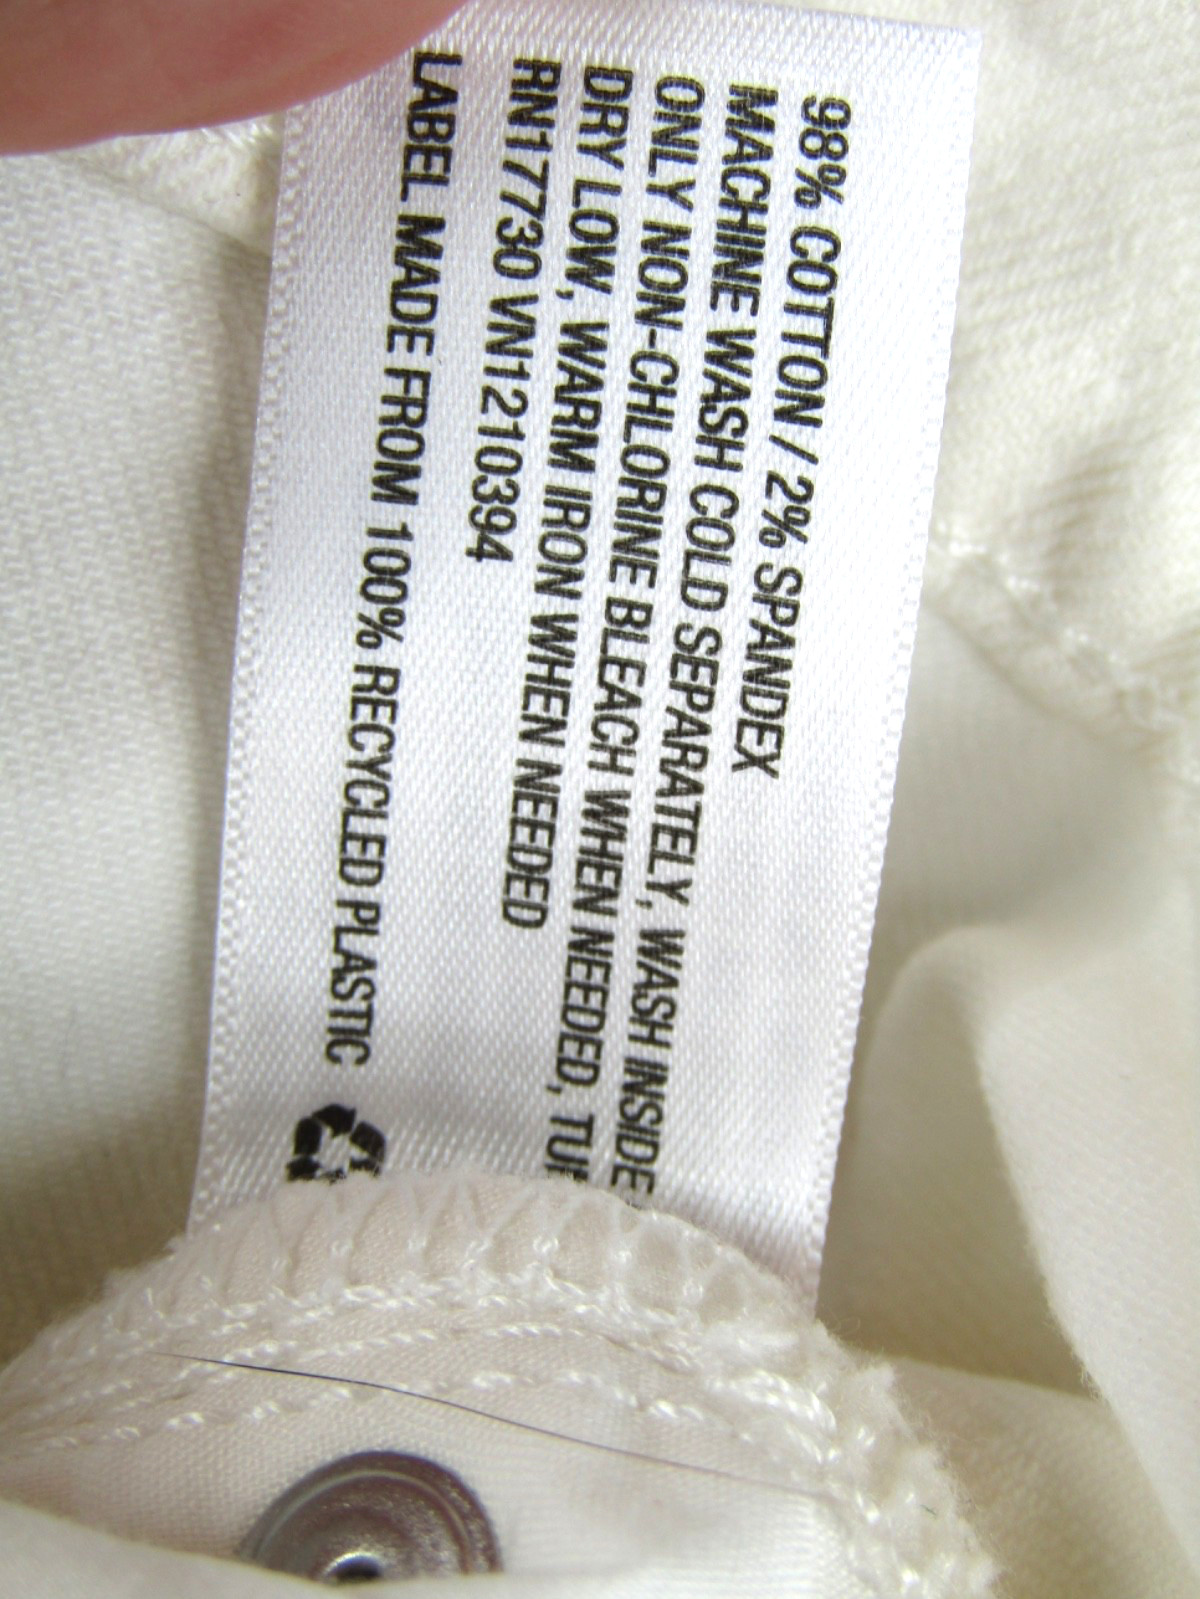 98% COTTON / 2% SPANDEX
MACHINE WASH COLD SEPARATELY, WASH INSIDE
ONLY NON-CHLORINE BLEACH WHEN NEEDED,
DRY LOW, WARM IRON WHEN NEEDED
RN17730 VN1210394
LABEL MADE FROM 100% RECYCLED PLASTIC